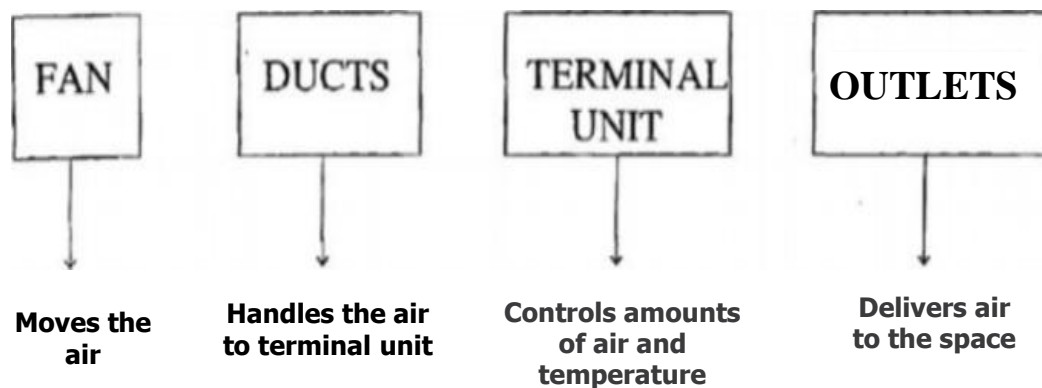 FAN
DUCTS
TERMINAL
UNIT
OUTLETS
Moves the
air
Handles the air
to terminal unit
Controls amounts
of air and
temperature
Delivers air
to the space